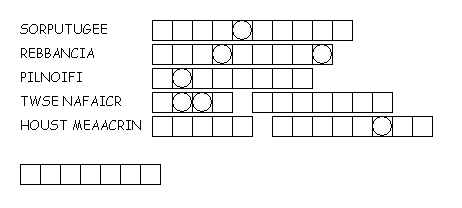 SORPUTUGEE
REBBANCIA
PILNOIFI
TWSE NAFAICR
HOUST MEAACRIN